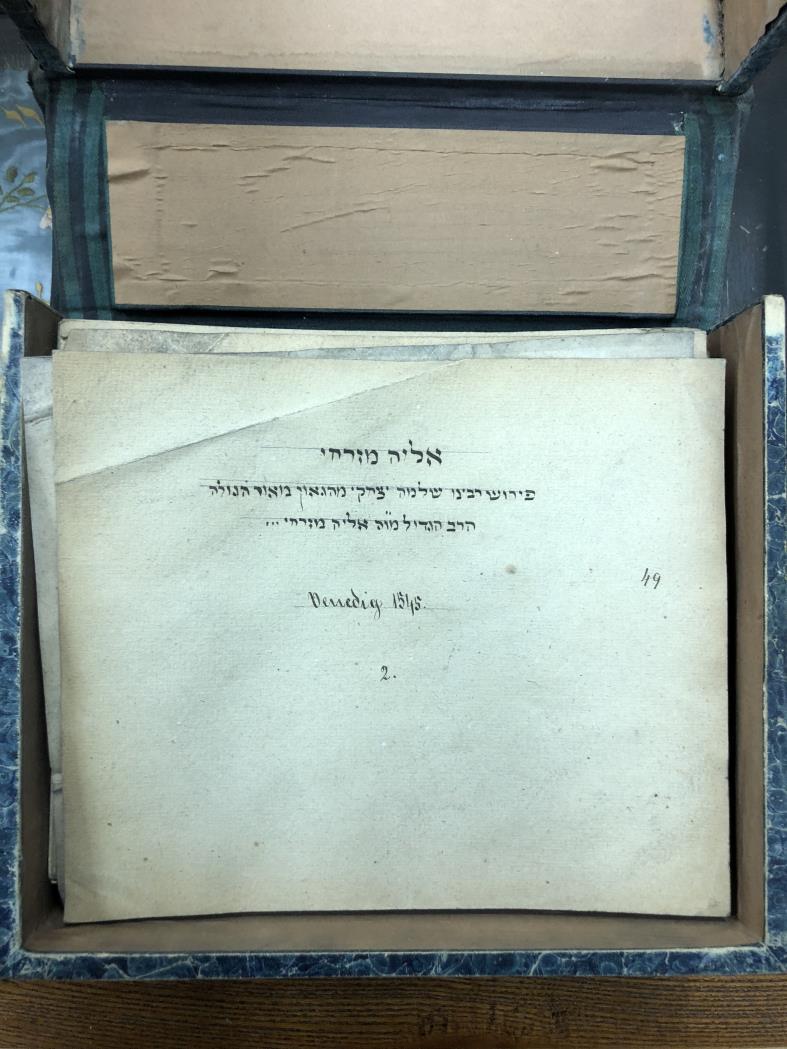 אליה מזרחי
פירוש רבינו שלמה יצחקי מהגאון מאור הגולה
הרב הגדול מו״ה אליה מזרחי ...
49
Venedig 1545.
2.